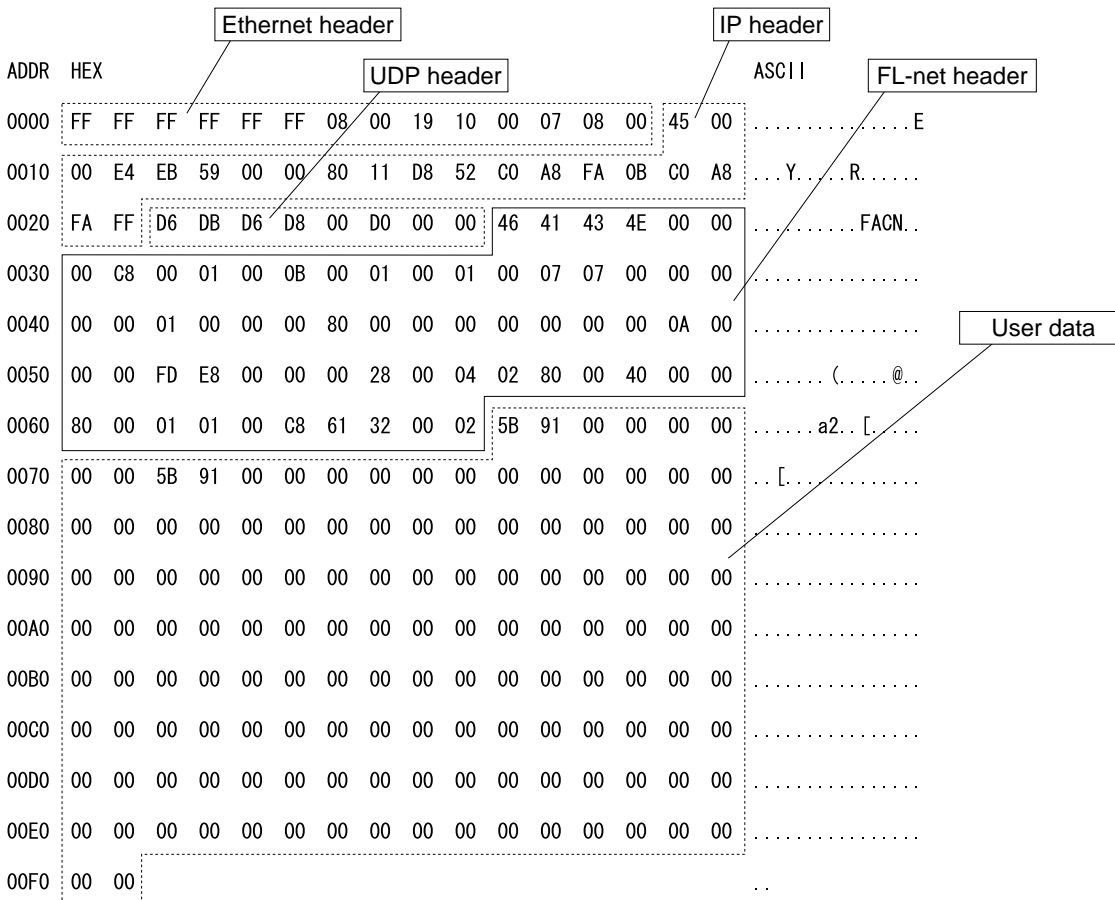 Ethernet header
IP header
ADDR HEX ASCII
UDP header
FL-net header
0000 FF FF FF FF FF FF 08 00 19 10 00 07 08 00 45 00 ...............E
0010 00 E4 EB 59 00 00 80 11 D8 52 C0 A8 FA 0B C0 A8 ...Y.....R......
0020 FA FF D6 DB D6 D8 00 D0 00 00 46 41 43 4E 00 00 ..........FACN..
0030 00 C8 00 01 00 0B 00 01 00 01 00 07 07 00 00 00 ................
0040 00 00 01 00 00 00 80 00 00 00 00 00 00 00 0A 00 ................
User data
0050 00 00 FD E8 00 00 00 28 00 04 02 80 00 40 00 00 .......(.....@..
0060 80 00 01 01 00 C8 61 32 00 02 5B 91 00 00 00 00 ......a2..[.....
0070 00 00 5B 91 00 00 00 00 00 00 00 00 00 00 00 00 ..[.............
0080 00 00 00 00 00 00 00 00 00 00 00 00 00 00 00 00 ................
0090 00 00 00 00 00 00 00 00 00 00 00 00 00 00 00 00 ................
00A0 00 00 00 00 00 00 00 00 00 00 00 00 00 00 00 00 ................
00B0 00 00 00 00 00 00 00 00 00 00 00 00 00 00 00 00 ................
00C0 00 00 00 00 00 00 00 00 00 00 00 00 00 00 00 00 ................
00D0 00 00 00 00 00 00 00 00 00 00 00 00 00 00 00 00 ................
00E0 00 00 00 00 00 00 00 00 00 00 00 00 00 00 00 00 ................
00F0 00 00 ..